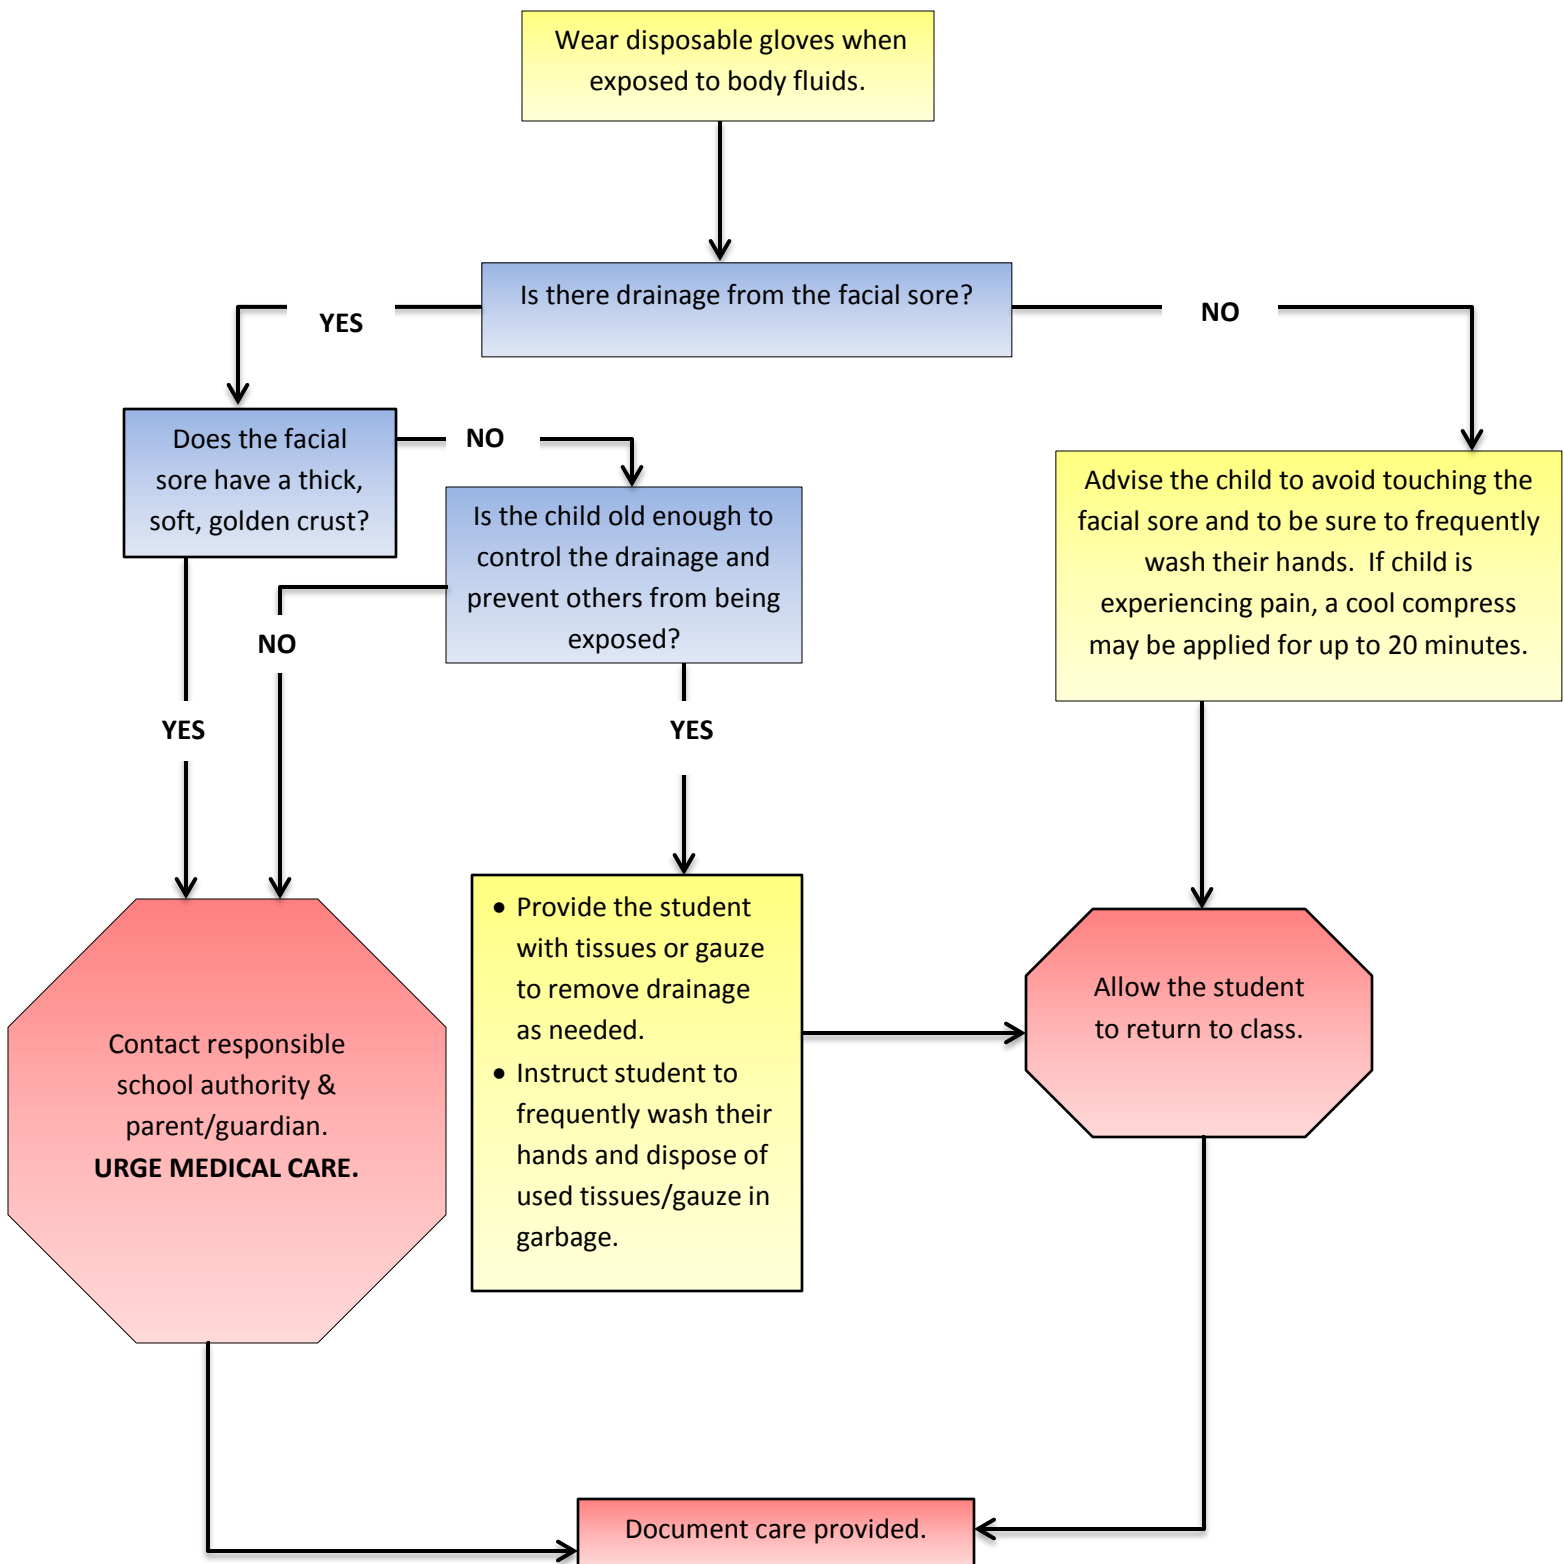 Wear disposable gloves when
exposed to body fluids.
Is there drainage from the facial sore?
YES
NO
Does the facial
sore have a thick,
soft, golden crust?
NO
Is the child old enough to
control the drainage and
prevent others from being
exposed?
Advise the child to avoid touching the
facial sore and to be sure to frequently
wash their hands.  If child is
experiencing pain, a cool compress
may be applied for up to 20 minutes.
NO
YES
YES
• Provide the student
with tissues or gauze
to remove drainage
as needed.
• Instruct student to
frequently wash their
hands and dispose of
used tissues/gauze in
garbage.
Allow the student
to return to class.
Contact responsible
school authority &
parent/guardian.
URGE MEDICAL CARE.
Document care provided.